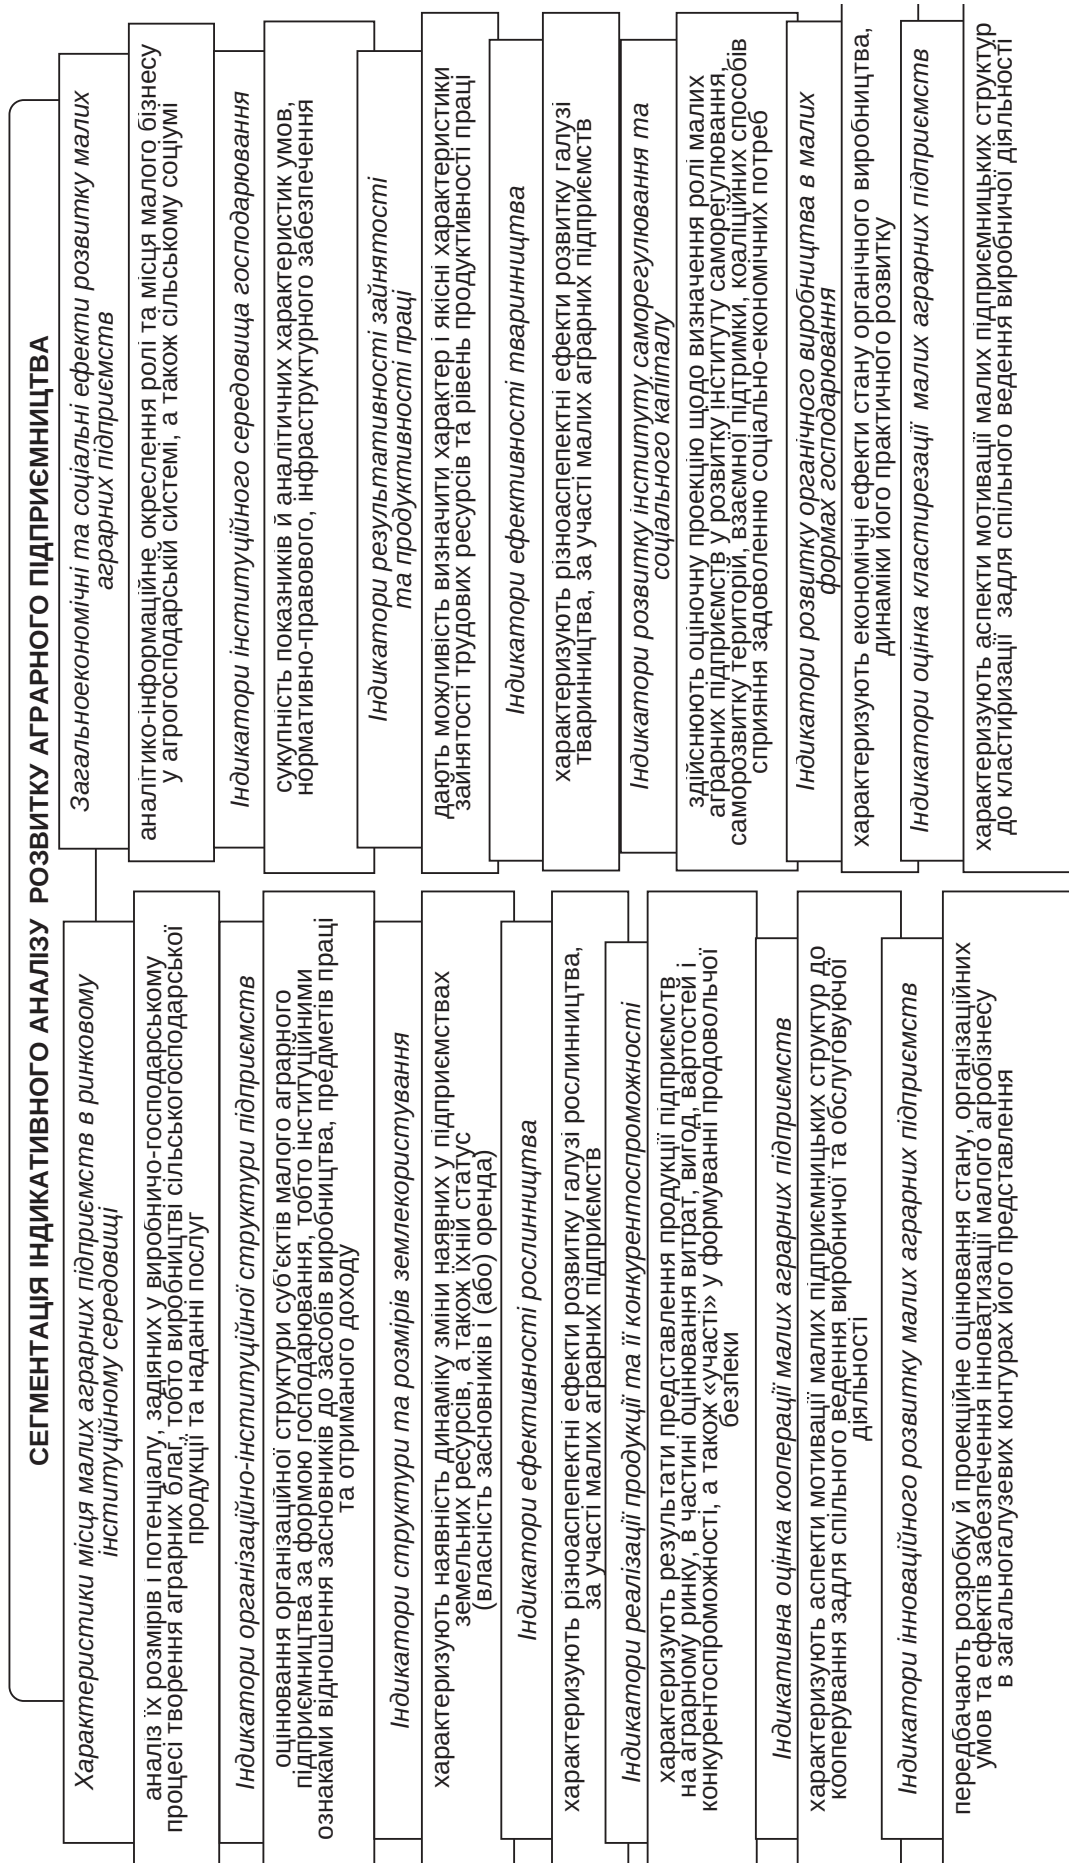 СЕГМЕНТАЦІЯ ІНДИКАТИВНОГО АНАЛІЗУ РОЗВИТКУ АГРАРНОГО ПІДПРИЄМНИЦТВА
Характеристики місця малих аграрних підприємств в ринковому
інституційному середовищі
аналіз їх розмірів і потенціалу, задіяних у виробничо-господарському
процесі творення аграрних благ, тобто виробництві сільськогосподарської
продукції та наданні послуг
Індикатори організаційно-інституційної структури підприємств
оцінювання організаційної структури суб'єктів малого аграрного
підприємництва за формою господарювання, тобто інституційними
ознаками відношення засновників до засобів виробництва, предметів праці
та отриманого доходу
Індикатори структури та розмірів землекористування
характеризують наявність динаміку зміни наявних у підприємствах
земельних ресурсів, а також їхній статус
(власність засновників і (або) оренда)
Індикатори ефективності рослинництва
характеризують різноаспектні ефекти розвитку галузі рослинництва,
за участі малих аграрних підприємств
Індикатори реалізації продукції та її конкурентоспроможності
характеризують результати представлення продукції підприємств
на аграрному ринку, в частині оцінювання витрат, вигод, вартостей і
конкурентоспроможності, а також «участі» у формуванні продовольчої
безпеки
Індикативна оцінка кооперації малих аграрних підприємств
характеризують аспекти мотивації малих підприємницьких структур до
кооперування задля спільного ведення виробничої та обслуговуючої
діяльності
Індикатори інноваційного розвитку малих аграрних підприємств
передбачають розробку й проекційне оцінювання стану, організаційних
умов та ефектів забезпечення інноватизації малого агробізнесу
в загальногалузевих контурах його представлення
Загальноекономічні та соціальні ефекти розвитку малих
аграрних підприємств
аналітико-інформаційне окреслення ролі та місця малого бізнесу
у агрогосподарській системі, а також сільському соціумі
Індикатори інституційного середовища господарювання
сукупність показників й аналітичних характеристик умов,
нормативно-правового, інфраструктурного забезпечення
Індикатори результативності зайнятості
та продуктивності праці
дають можливість визначити характер і якісні характеристики
зайнятості трудових ресурсів та рівень продуктивності праці
Індикатори ефективності тваринництва
характеризують різноаспектні ефекти розвитку галузі
тваринництва, за участі малих аграрних підприємств
Індикатори розвитку інституту саморегулювання та
соціального капіталу
здійснюють оціночну проекцію щодо визначення ролі малих
аграрних підприємств у розвитку інституту саморегулювання,
саморозвитку територій, взаємної підтримки, коаліційних способів
сприяння задоволенню соціально-економічних потреб
Індикатори розвитку органічного виробництва в малих
формах господарювання
характеризують економічні ефекти стану органічного виробництва,
динаміки його практичного розвитку
Індикатори оцінка кластирезації малих аграрних підприємств
характеризують аспекти мотивації малих підприємницьких структур
до кластиризації задля спільного ведення виробничої діяльності